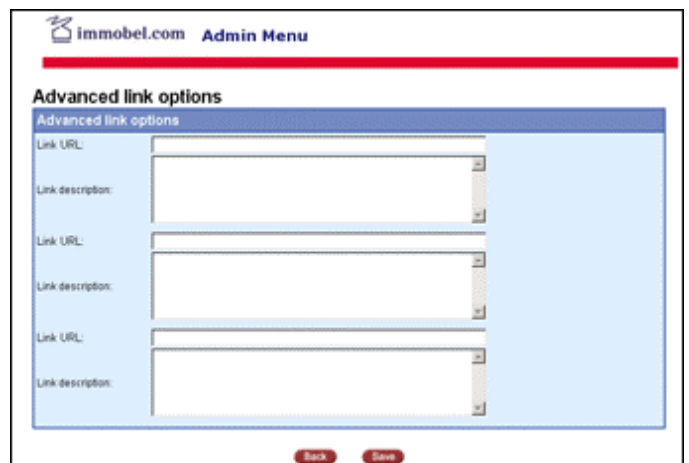 immobel.com Admin Menu
Advanced link options
Advanced link options
Link URL:
Link description:
Link URL:
Link description:
Link URL:
Link description:
Back Save